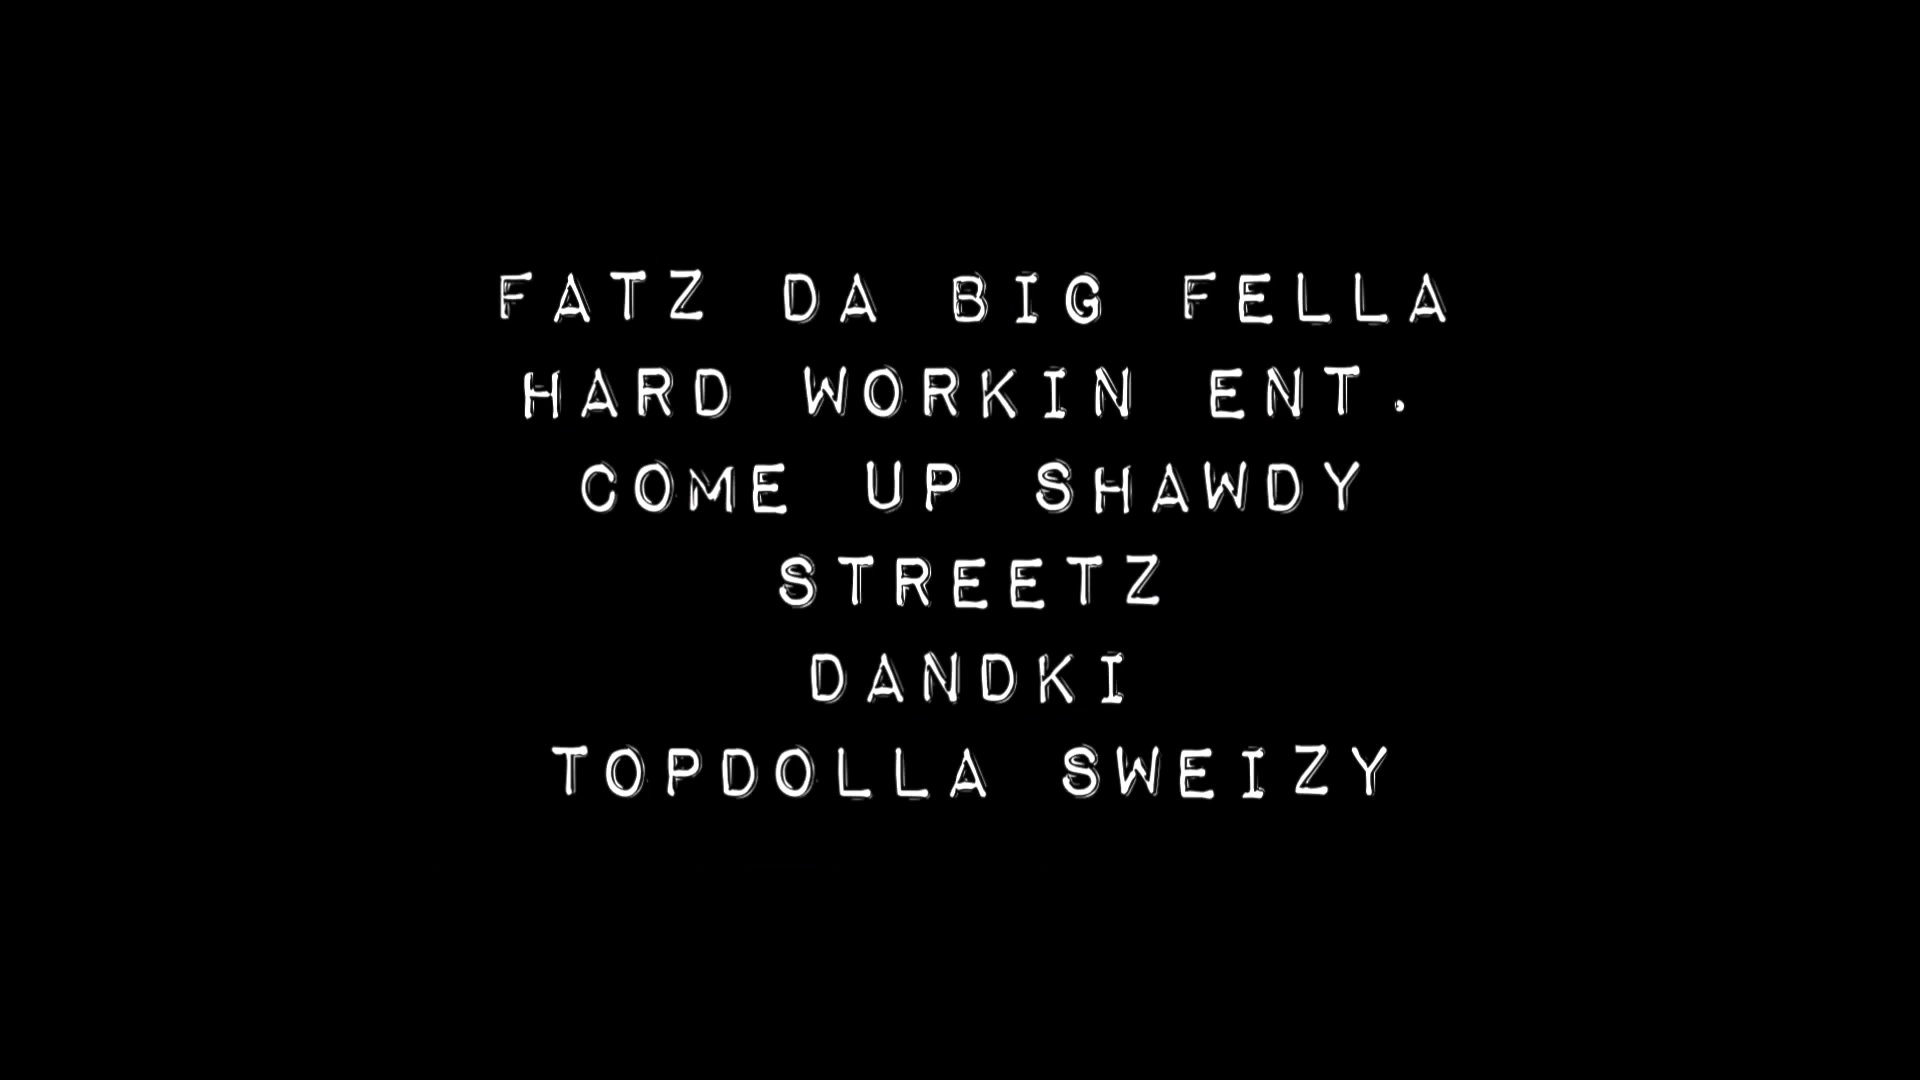 FATZ DA BIG FELLA
HARD WORKIN ENT.
COME UP SHAWDY
STREETZ
DANDKI
TOPDOLLA SWEIZY